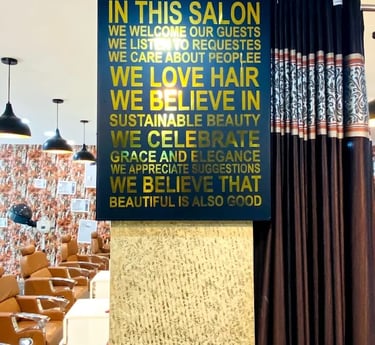 IN THIS SALON
WE WELCOME OUR GUESTS
WE LISTEN TO REQUESTES
WE CARE ABOUT PEOPLEE
WE LOVE HAIR
WE BELIEVE IN
SUSTAINABLE BEAUTY
WE CELEBRATE
GRACE AND ELEGANCE
WE APPRECIATE SUGGESTIONS
WE BELIEVE THAT
BEAUTIFUL IS ALSO GOOD